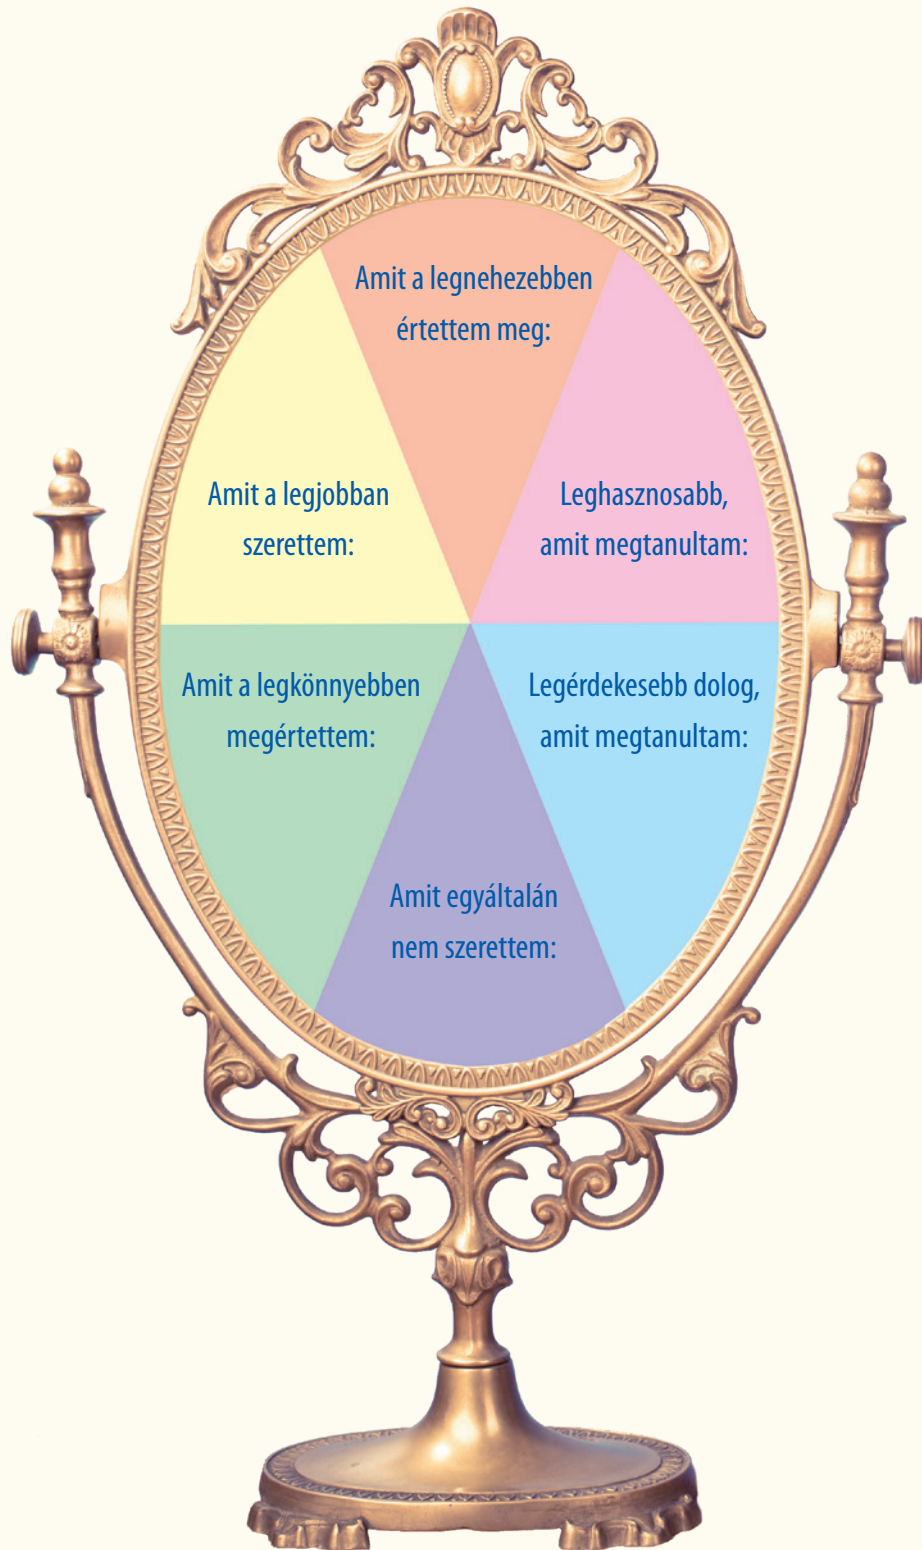 Amit a legnehezebben
értettem meg:
Amit a legjobban
szerettem:
Leghasznosabb,
amit megtanultam:
Amit a legkönnyebben
megértettem:
Legérdekesebb dolog,
amit megtanultam:
Amit egyáltalán
nem szerettem: